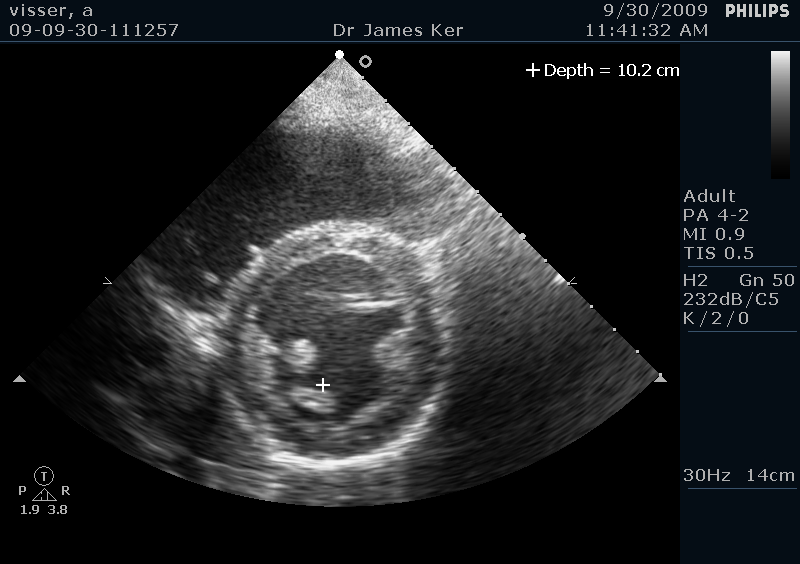 visser, a
9/30/2009 PHILIPS
09-09-30-111257 Dr James Ker 11:41:32 AM
Depth = 10.2 cm
Adult
PA 4-2
MI 0.9
TIS 0.5
H2 Gn 50
232dB/C5
K/2/0
T
P R
1.9 3.8
30Hz 14cm